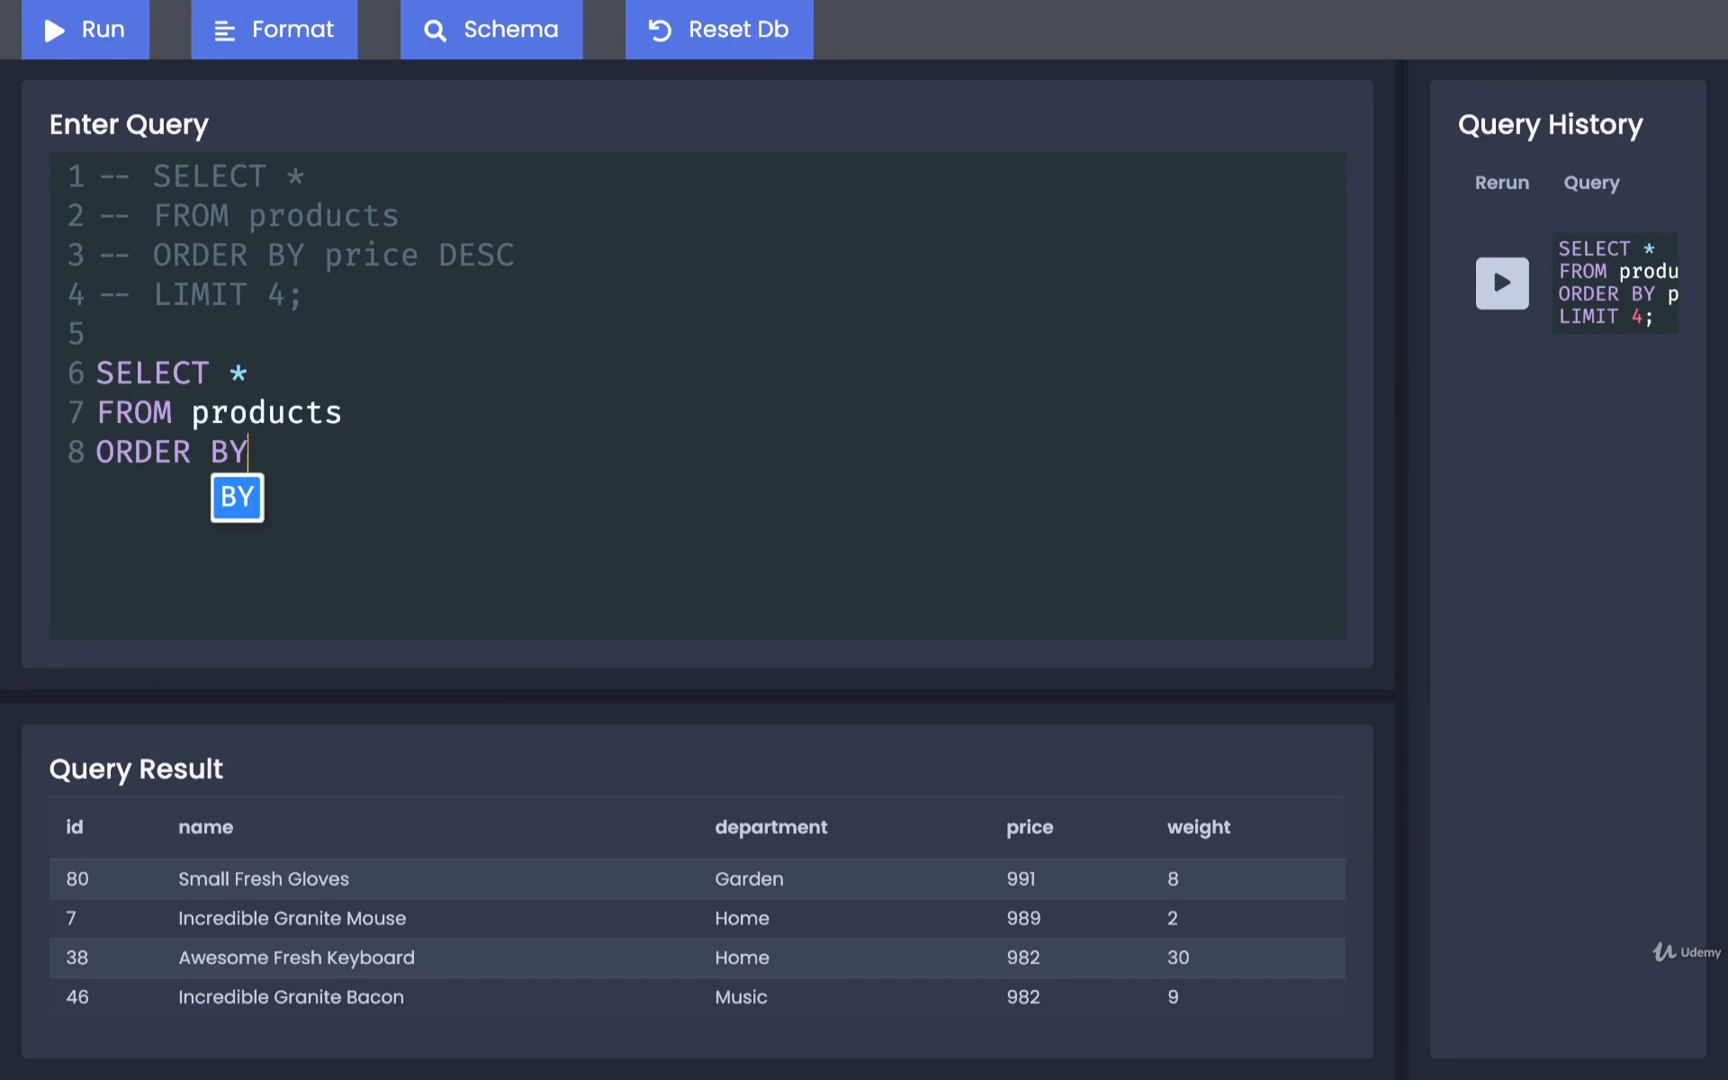 Run
Format
Schema
Reset Db
Enter Query
1 -- SELECT *
2 -- FROM products
3 -- ORDER BY price DESC
4 -- LIMIT 4;
5
6 SELECT *
7 FROM products
8 ORDER BY
BY
Query History
Rerun Query
SELECT *
FROM produ
ORDER BY p
LIMIT 4;
Query Result
id name department price weight
80 Small Fresh Gloves Garden 991 8
7 Incredible Granite Mouse Home 989 2
38 Awesome Fresh Keyboard Home 982 30
46 Incredible Granite Bacon Music 982 9
Udemy